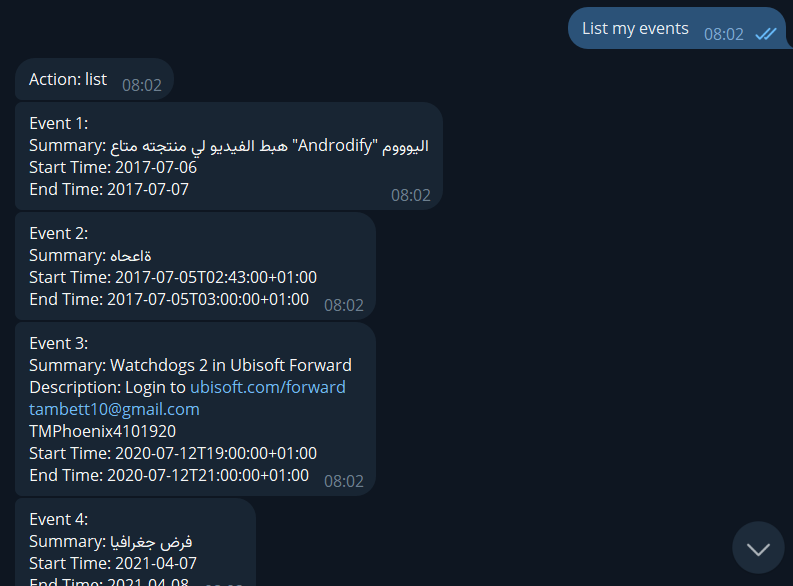 List my events 08:02
Action: list 08:02
Event 1:
Summary: هبط الفيديو لي منتجته متاع "Androdify" اليوووم
Start Time: 2017-07-06
End Time: 2017-07-07
08:02
Event 2:
Summary: ةاعحاه
Start Time: 2017-07-05T02:43:00+01:00
End Time: 2017-07-05T03:00:00+01:00 08:02
Event 3:
Summary: Watchdogs 2 in Ubisoft Forward
Description: Login to ubisoft.com/forward
tambett10@gmail.com
TMPhoenix4101920
Start Time: 2020-07-12T19:00:00+01:00
End Time: 2020-07-12T21:00:00+01:00 08:02
Event 4:
Summary: فرض جغرافيا
Start Time: 2021-04-07
End Time: 2021-04-08